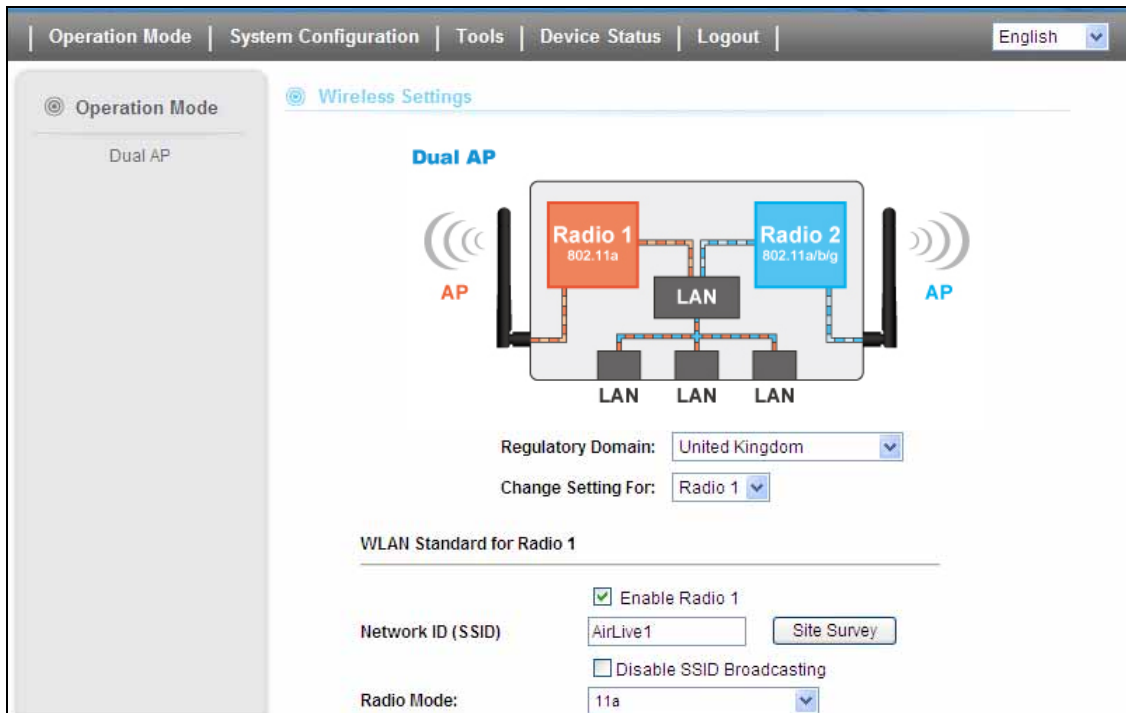 Operation Mode | System Configuration | Tools | Device Status | Logout | English
Operation Mode
Dual AP
Wireless Settings
Dual AP
Radio 1
802.11a
Radio 2
802.11a/b/g
AP
LAN
AP
LAN LAN LAN
Regulatory Domain: United Kingdom
Change Setting For: Radio 1
WLAN Standard for Radio 1
Enable Radio 1
Network ID (SSID) AirLive1 Site Survey
Disable SSID Broadcasting
Radio Mode: 11a